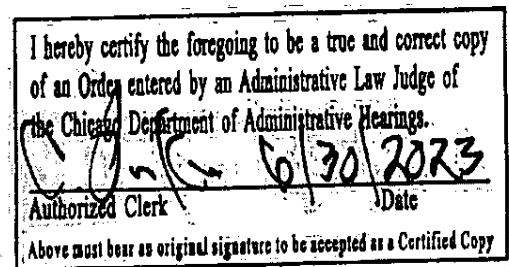 I hereby certify the foregoing to be a true and correct copy
of an Order entered by an Administrative Law Judge of
the Chicago Department of Administrative Hearings.
6/30/2023
Authorized Clerk Date
Above must bear an original signature to be accepted as a Certified Copy